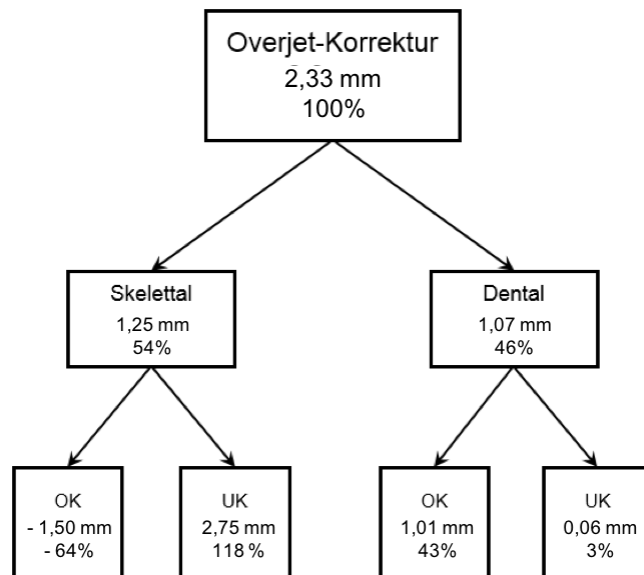 Overjet-Korrektur
2,33 mm
100%
Skelettal
1,25 mm
54%
Dental
1,07 mm
46%
OK
- 1,50 mm
- 64%
UK
2,75 mm
118 %
OK
1,01 mm
43%
UK
0,06 mm
3%